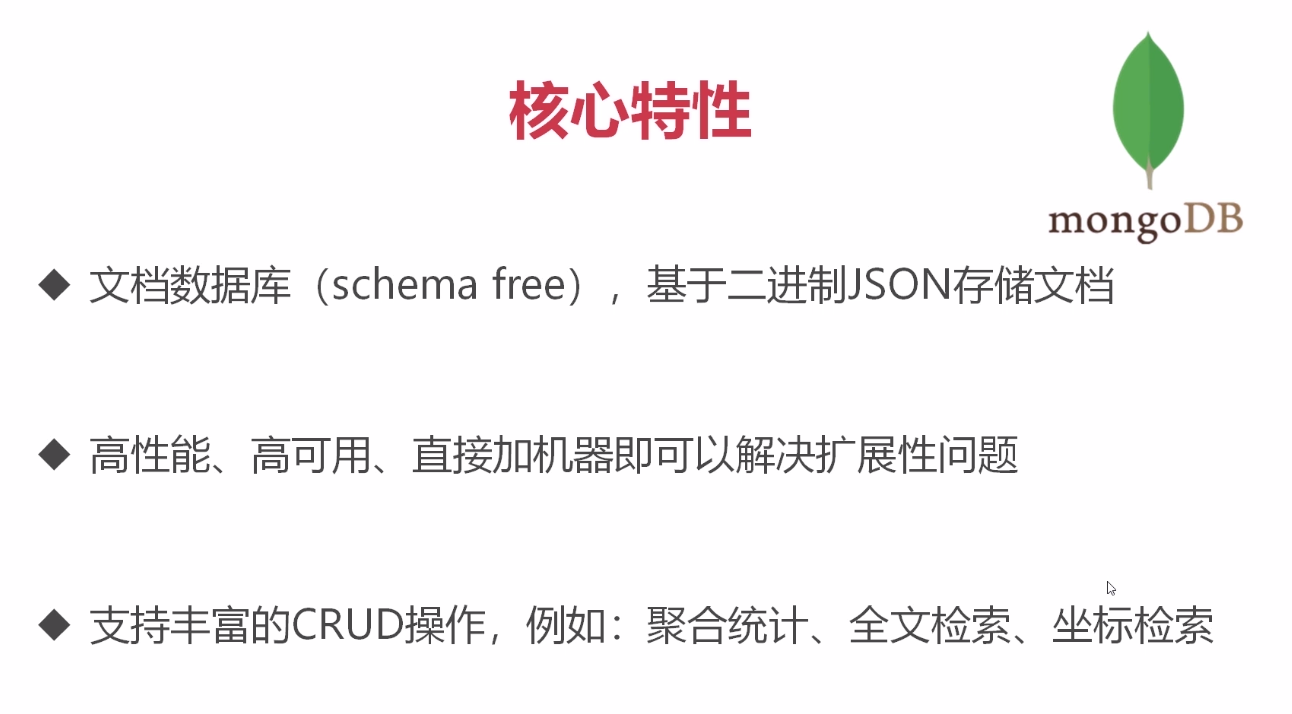 核心特性
mongoDB
◆ 文档数据库（schema free），基于二进制JSON存储文档
◆ 高性能、高可用、直接加机器即可以解决扩展性问题
◆ 支持丰富的CRUD操作，例如：聚合统计、全文检索、坐标检索